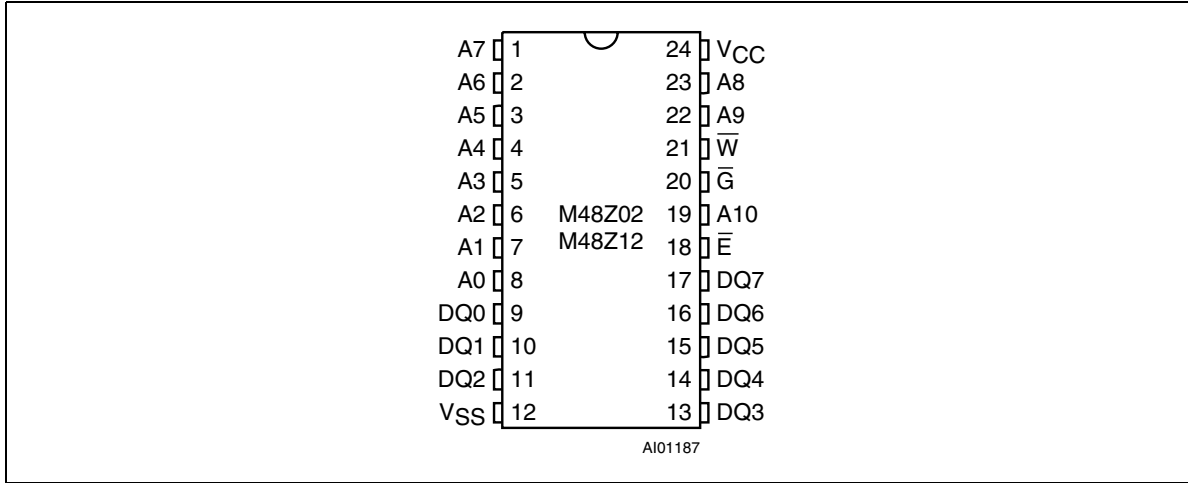 A7 1 24 VCC
A6 2 23 A8
A5 3 22 A9
A4 4 21 W̅
A3 5 20 G̅
A2 6 M48Z02 19 A10
A1 7 M48Z12 18 E̅
A0 8 17 DQ7
DQ0 9 16 DQ6
DQ1 10 15 DQ5
DQ2 11 14 DQ4
VSS 12 13 DQ3
AI01187